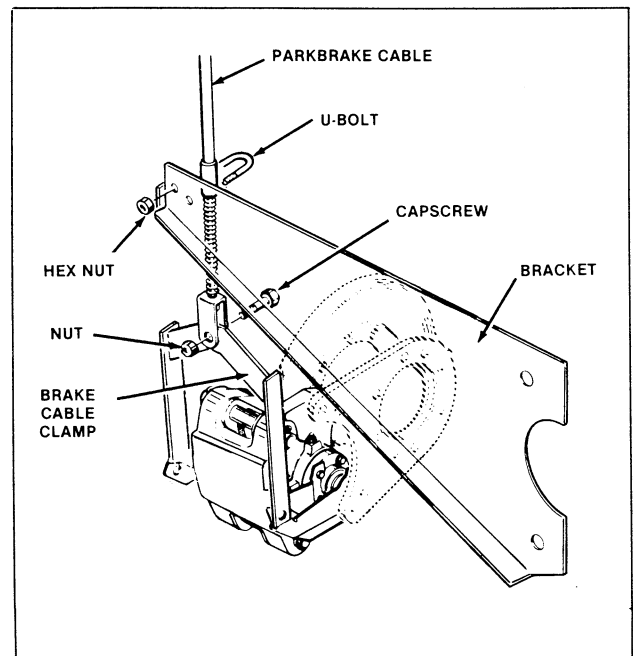 PARKBRAKE CABLE
U-BOLT
CAPSCREW
HEX NUT
BRACKET
NUT
BRAKE
CABLE
CLAMP